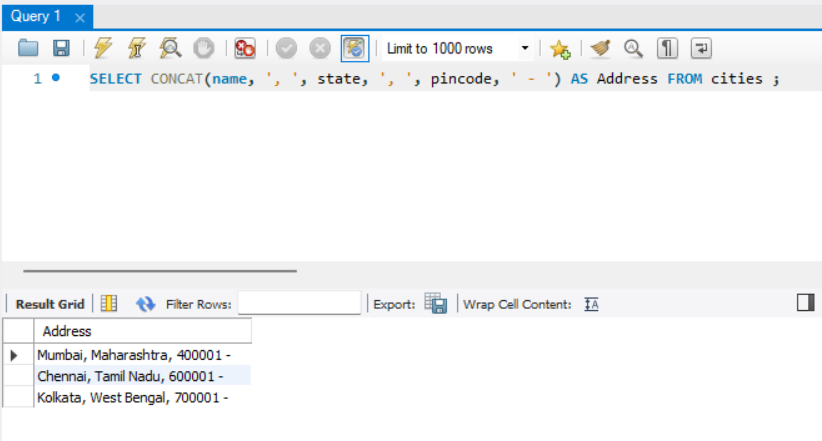 Query 1
Limit to 1000 rows
1 SELECT CONCAT(name, ', ', state, ', ', pincode, ' - ') AS Address FROM cities ;
Result Grid Filter Rows: Export: Wrap Cell Content: IA
Address
Mumbai, Maharashtra, 400001 -
Chennai, Tamil Nadu, 600001 -
Kolkata, West Bengal, 700001 -